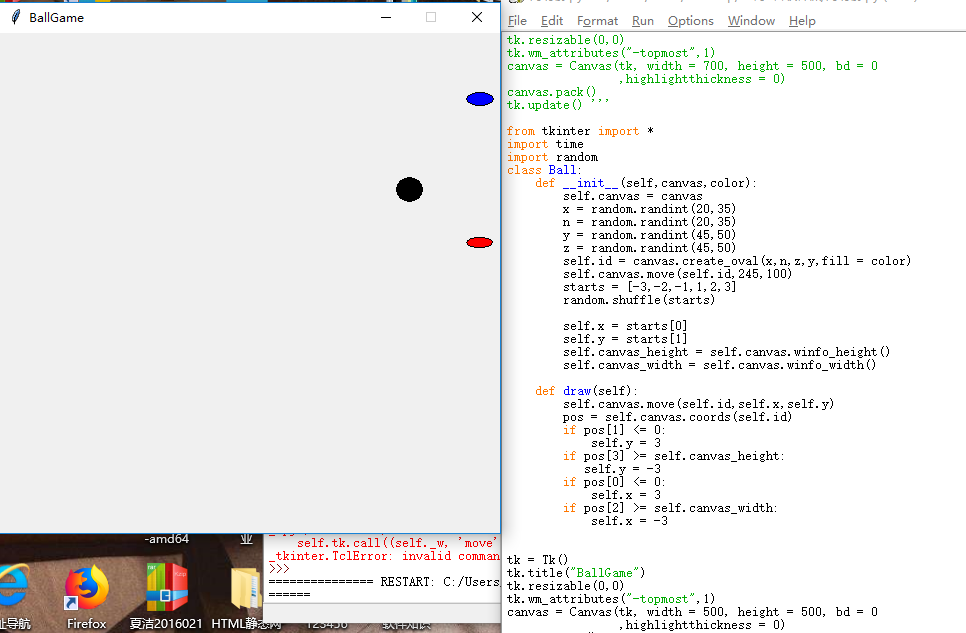 BallGame
File Edit Format Run Options Window Help
tk.resizable(0,0)
tk.wm_attributes("-topmost",1)
canvas = Canvas(tk, width = 700, height = 500, bd = 0
,highlightthickness = 0)
canvas.pack()
tk.update() '''
from tkinter import *
import time
import random
class Ball:
def __init__(self,canvas,color):
self.canvas = canvas
x = random.randint(20,35)
n = random.randint(20,35)
y = random.randint(45,50)
z = random.randint(45,50)
self.id = canvas.create_oval(x,n,z,y,fill = color)
self.canvas.move(self.id,245,100)
starts = [-3,-2,-1,1,2,3]
random.shuffle(starts)
self.x = starts[0]
self.y = starts[1]
self.canvas_height = self.canvas.winfo_height()
self.canvas_width = self.canvas.winfo_width()
def draw(self):
self.canvas.move(self.id,self.x,self.y)
pos = self.canvas.coords(self.id)
if pos[1] <= 0:
self.y = 3
if pos[3] >= self.canvas_height:
self.y = -3
if pos[0] <= 0:
self.x = 3
if pos[2] >= self.canvas_width:
self.x = -3
tk = Tk()
tk.title("BallGame")
tk.resizable(0,0)
tk.wm_attributes("-topmost",1)
canvas = Canvas(tk, width = 500, height = 500, bd = 0
,highlightthickness = 0)
-amd64
业
self.tk.call((self._w, 'move'
_tkinter.TclError: invalid comman
>>>
=============== RESTART: C:/Users
======
址导航
Firefox
夏洁2016021
HTML静态网
123456
软件知识